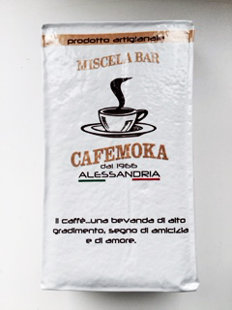 prodotto artigianale
MISCELA BAR
CAFEMOKA
dal 1966
ALESSANDRIA
Il caffè...una bevanda di alto
gradimento, segno di amicizia
e di amore.